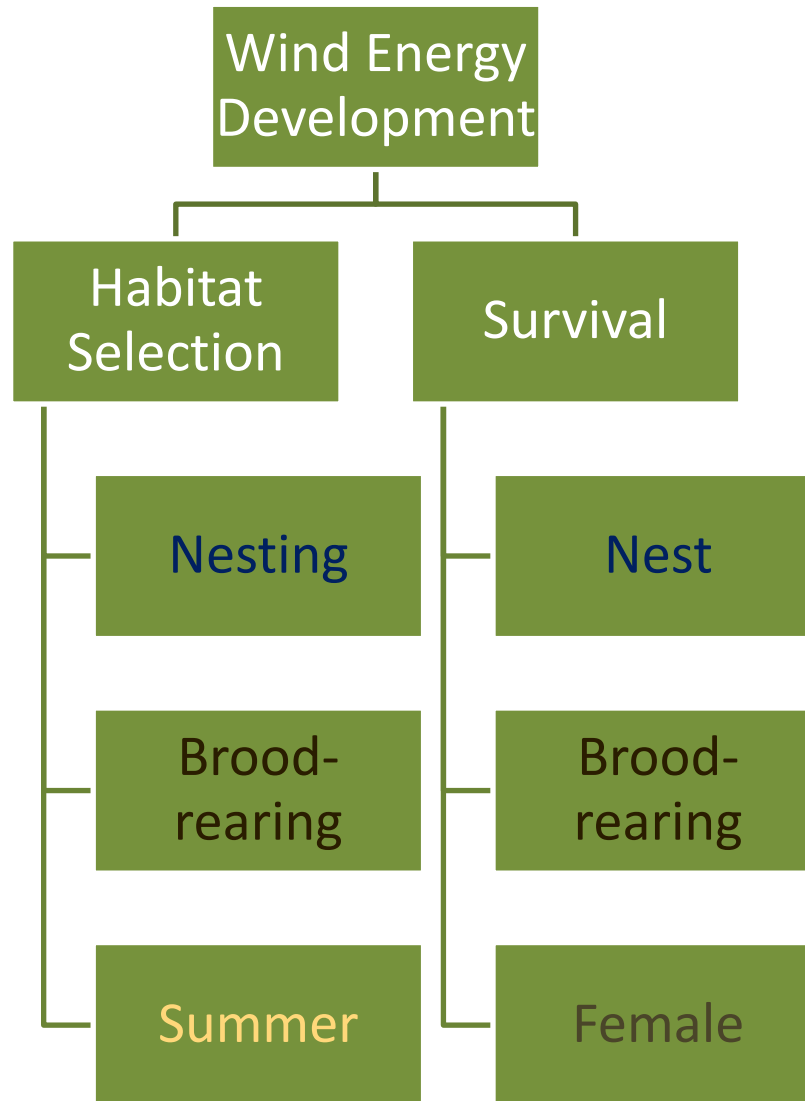 Wind Energy
Development
Habitat
Selection
Survival
Nesting
Nest
Brood-
rearing
Brood-
rearing
Summer
Female